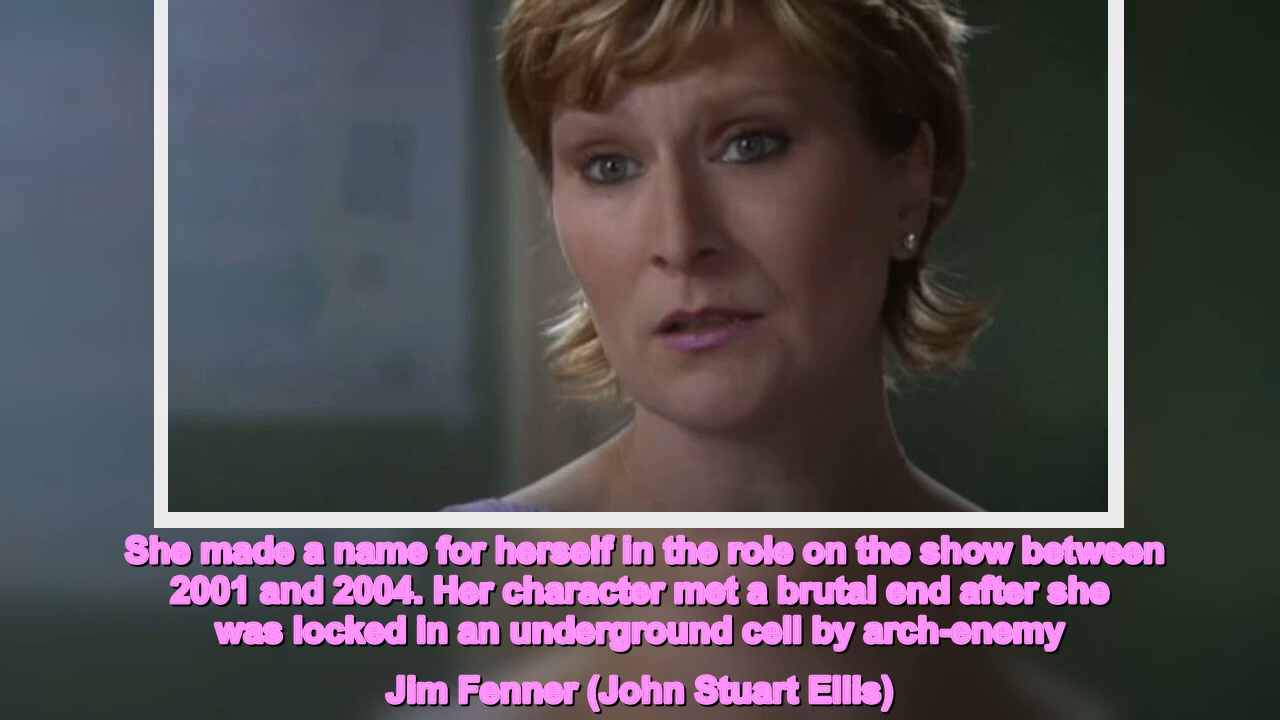 She made a name for herself in the role on the show between
2001 and 2004. Her character met a brutal end after she
was locked in an underground cell by arch-enemy
Jim Fenner (John Stuart Ellis)